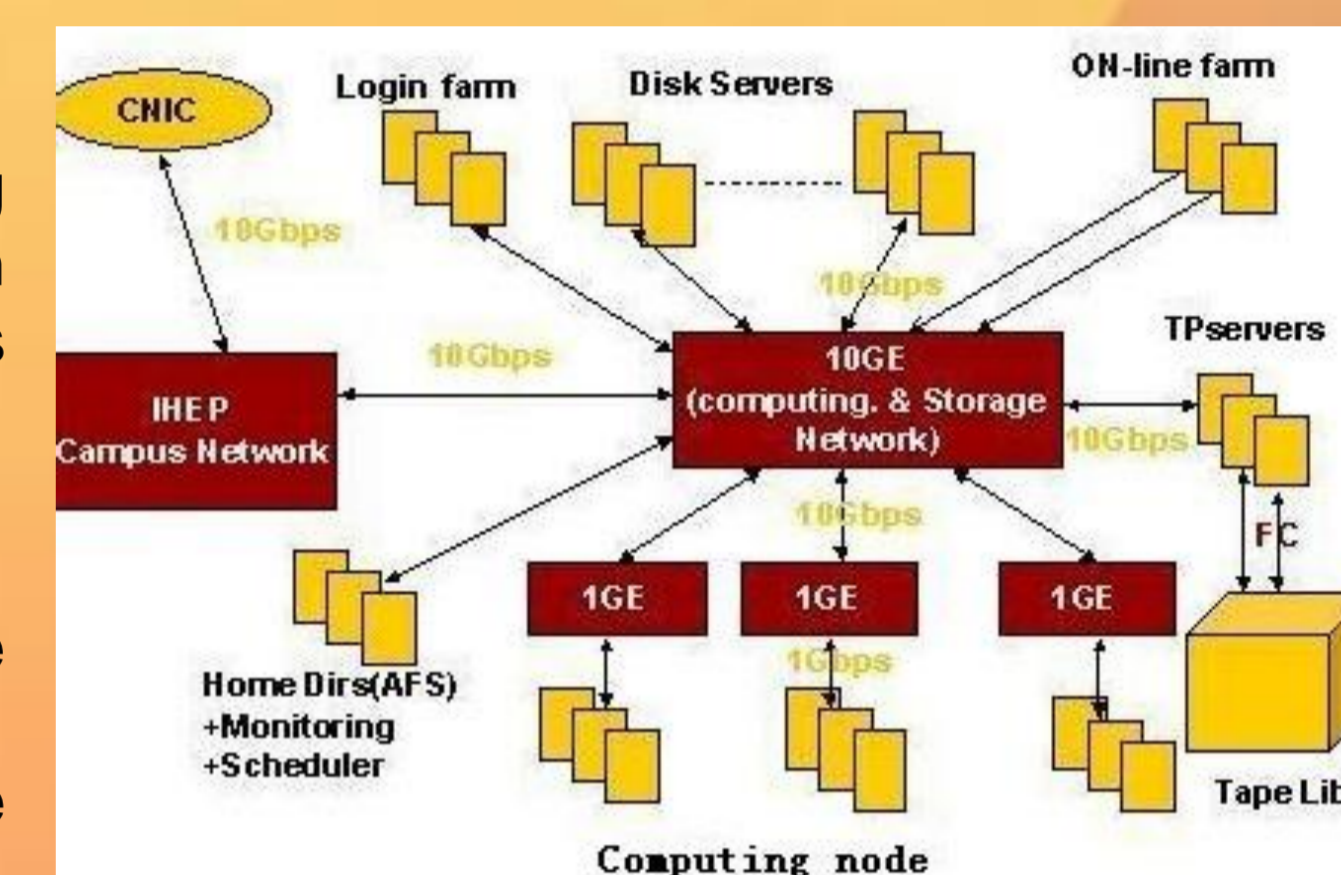 CNIC
Login farm
Disk Servers
ON-line farm
10Gbps
10Gbps
10Gbps
IHEP
Campus Network
10GE
(computing. & Storage
Network)
TPservers
10Gbps
10Gbps
FC
1GE
1GE
1GE
1Gbps
Home Dirs(AFS)
+Monitoring
+Scheduler
Tape Lib
Computing node